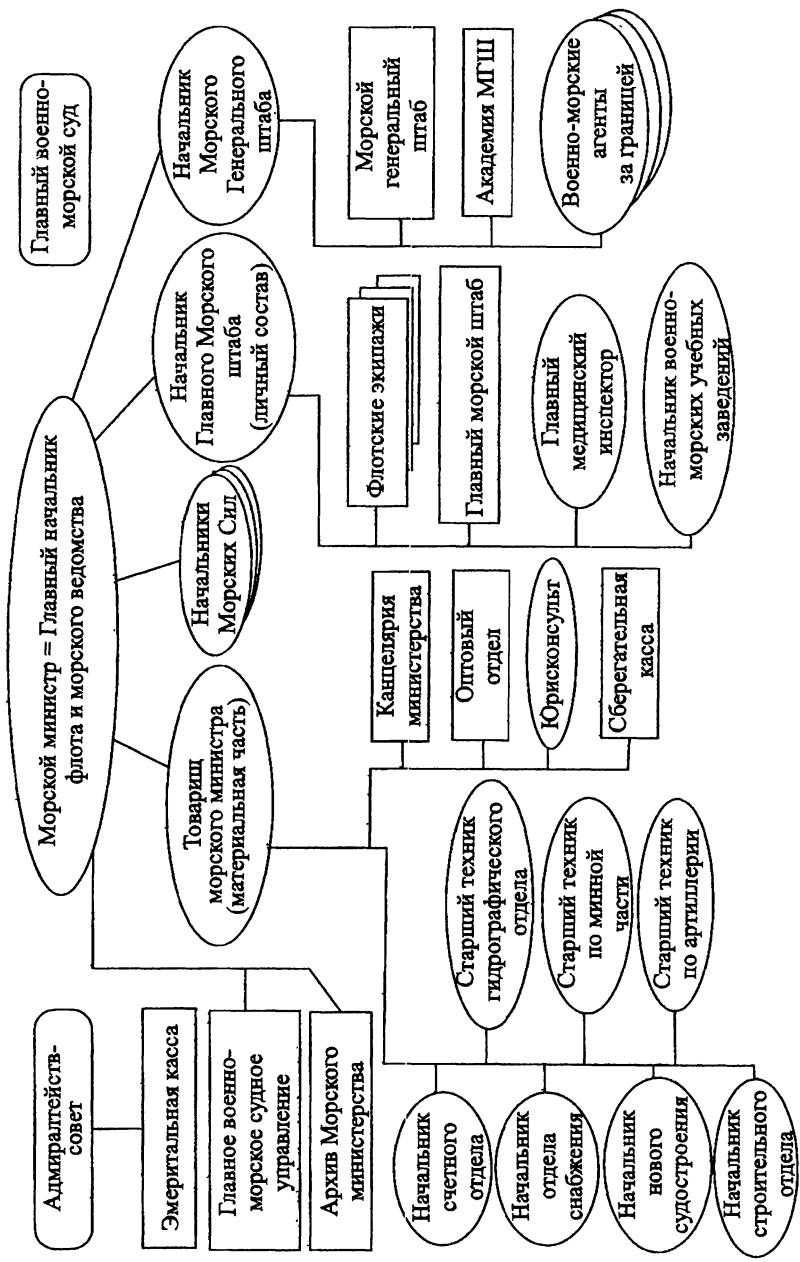 Адмиралтейств-
совет
Морской министр = Главный начальник
флота и морского ведомства
Главный военно-
морской суд
Эмеритальная касса
Главное военно-
морское судное
управление
Архив Морского
министерства
Товарищ
морского министра
(материальная часть)
Начальники
Морских Сил
Начальник
Главного Морского
штаба
(личный состав)
Начальник
Морского
Генерального
штаба
Начальник
счетного
отдела
Начальник
отдела
снабжения
Начальник
нового
судостроения
Начальник
строительного
отдела
Старший техник
гидрографического
отдела
Старший техник
по минной
части
Старший техник
по артиллерии
Канцелярия
министерства
Оптовый
отдел
Юрисконсульт
Сберегательная
касса
Флотские экипажи
Главный морской штаб
Главный
медицинский
инспектор
Начальник военно-
морских учебных
заведений
Морской
генеральный
штаб
Академия МГШ
Военно-морские
агенты
за границей